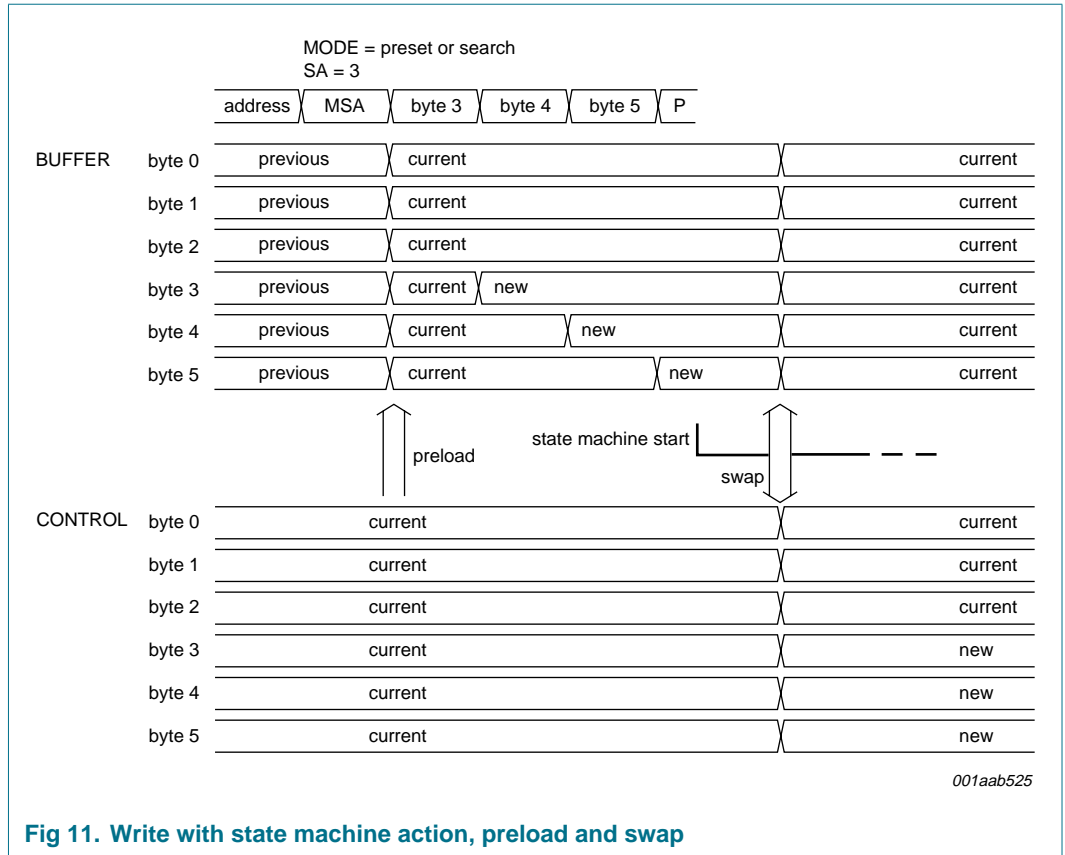 MODE = preset or search
SA = 3
address MSA byte 3 byte 4 byte 5 P
BUFFER byte 0 previous current current
byte 1 previous current current
byte 2 previous current current
byte 3 previous current new current
byte 4 previous current new current
byte 5 previous current new current
state machine start
preload
swap
CONTROL byte 0 current current
byte 1 current current
byte 2 current current
byte 3 current new
byte 4 current new
byte 5 current new
001aab525
Fig 11. Write with state machine action, preload and swap